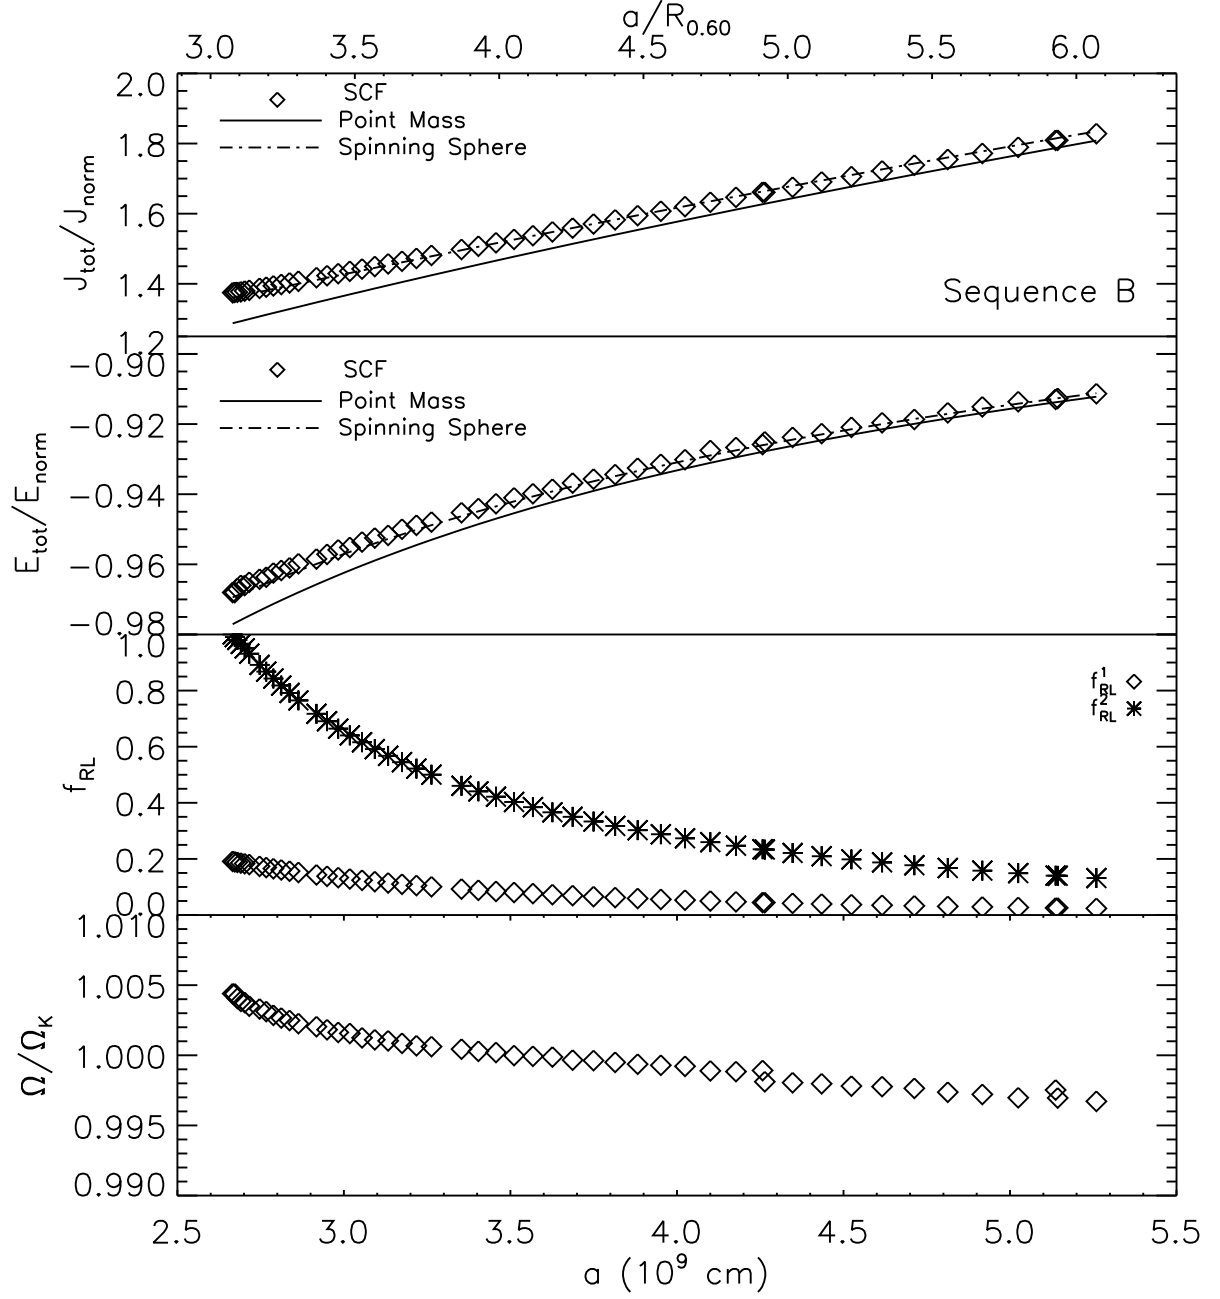 a/R0.60
3.0 3.5 4.0 4.5 5.0 5.5 6.0
2.0
1.8
1.6
1.4
1.2
Jtot/Jnorm
SCF
Point Mass
Spinning Sphere
Sequence B
−0.90
−0.92
−0.94
−0.96
−0.98
Etot/Enorm
SCF
Point Mass
Spinning Sphere
1.0
0.8
0.6
0.4
0.2
0.0
fRL
f1RL
f2RL
1.010
1.005
1.000
0.995
0.990
Ω/ΩK
2.5 3.0 3.5 4.0 4.5 5.0 5.5
a (10^9 cm)